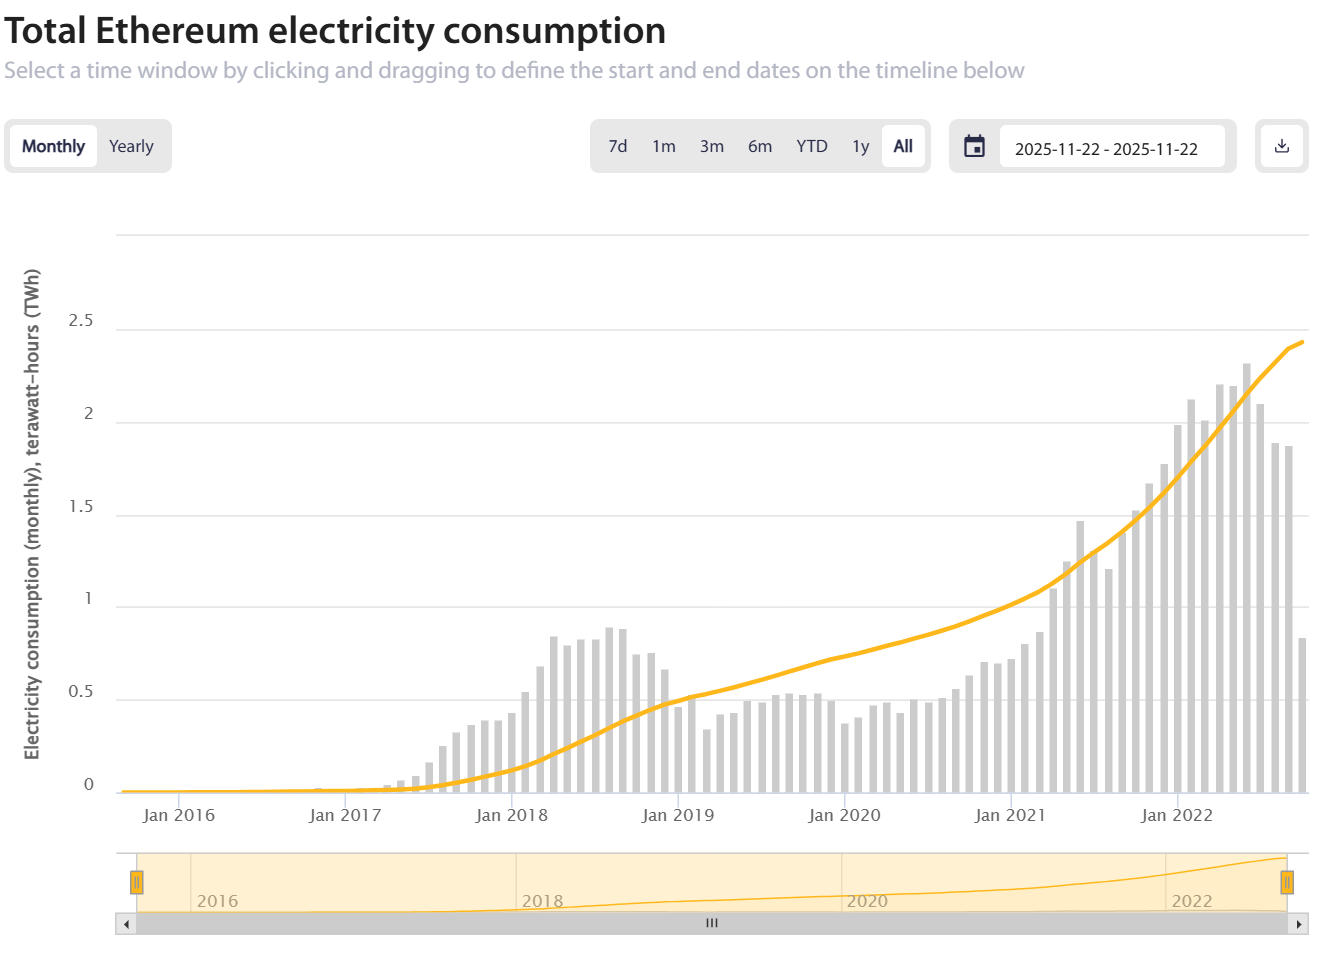 Total Ethereum electricity consumption
Select a time window by clicking and dragging to define the start and end dates on the timeline below
Monthly Yearly
7d 1m 3m 6m YTD 1y All
2025-11-22 - 2025-11-22
Electricity consumption (monthly), terawatt-hours (TWh)
2.5
2
1.5
1
0.5
0
Jan 2016 Jan 2017 Jan 2018 Jan 2019 Jan 2020 Jan 2021 Jan 2022
2016 2018 2020 2022